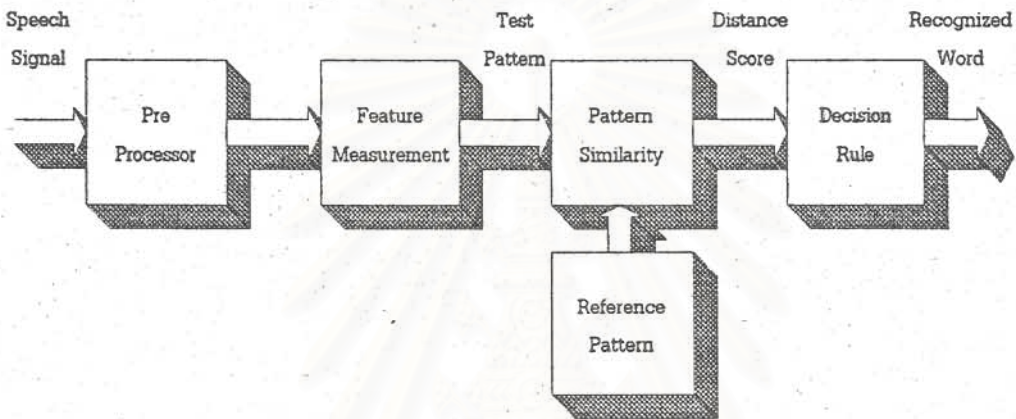 Speech
Signal
Test
Pattern
Distance
Score
Recognized
Word
Pre
Processor
Feature
Measurement
Pattern
Similarity
Decision
Rule
Reference
Pattern